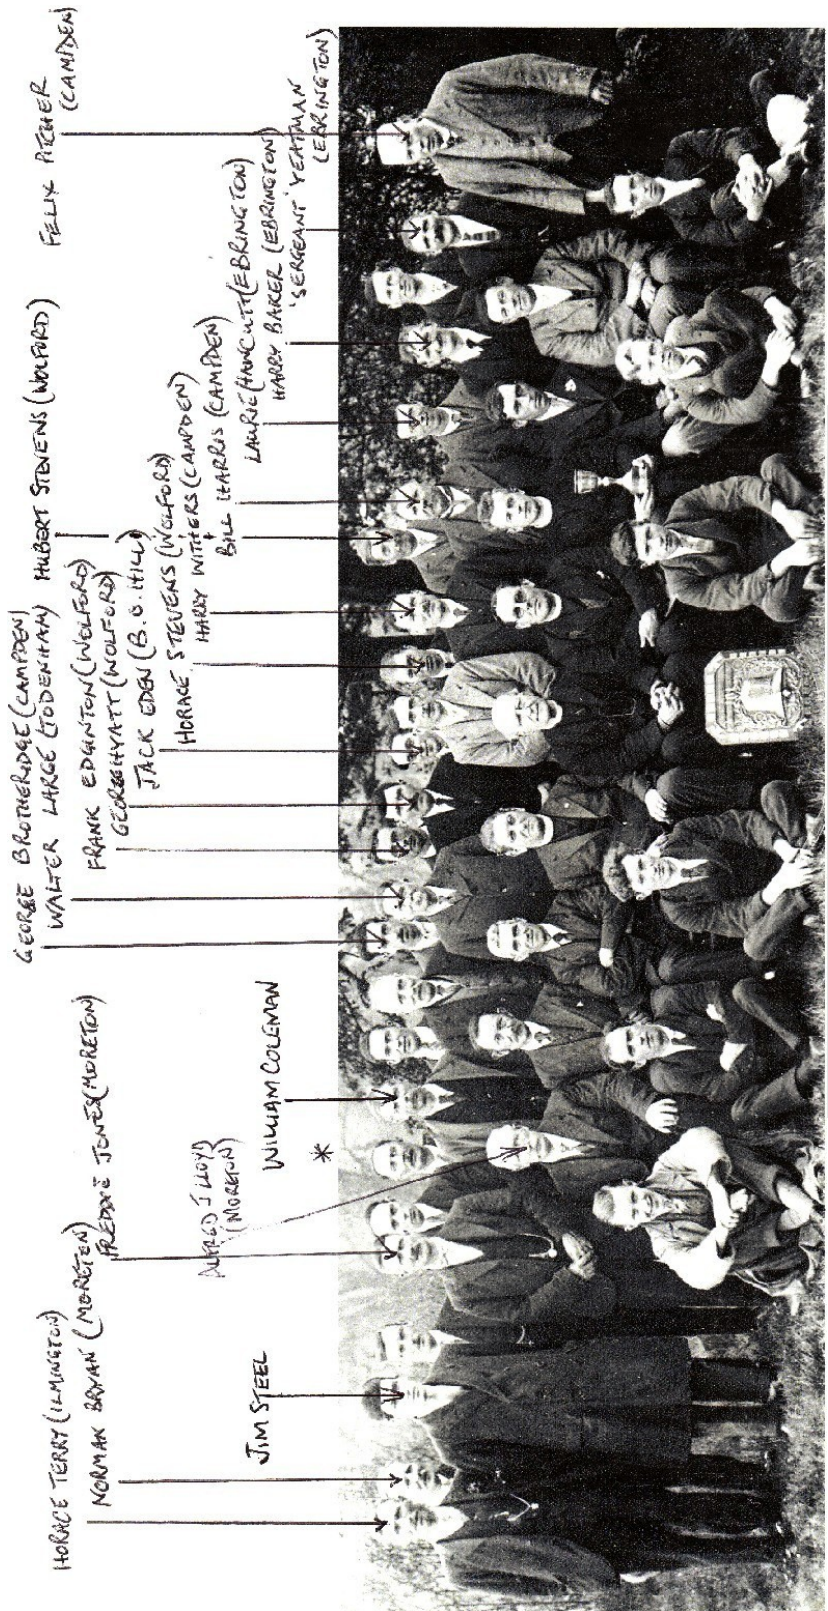 HORACE TERRY (ILMINGTON)
NORMAN BRYAN (MORETON)
JIM STEEL
FREDDIE JONES (MORETON)
ALFRED J LLOYD
(MORETON)
WILLIAM COLEMAN
*
GEORGE BROTHERIDGE (CAMPDEN)
WALTER LARGE (TODENHAM)
FRANK EDGINTON (WOLFORD)
GEORGE HYATT (WOLFORD)
JACK EDEN (B.O.HILL)
HUBERT STEVENS (WOLFORD)
HORACE STEVENS (WOLFORD)
HARRY WITHERS (CAMPDEN)
+
BILL HARRIS (CAMPDEN)
LAURIE (EBRINGTON)
HARRY BAKER (EBRINGTON)
'SERGEANT' YEATMAN
(EBRINGTON)
FELIX PITCHER
(CAMPDEN)